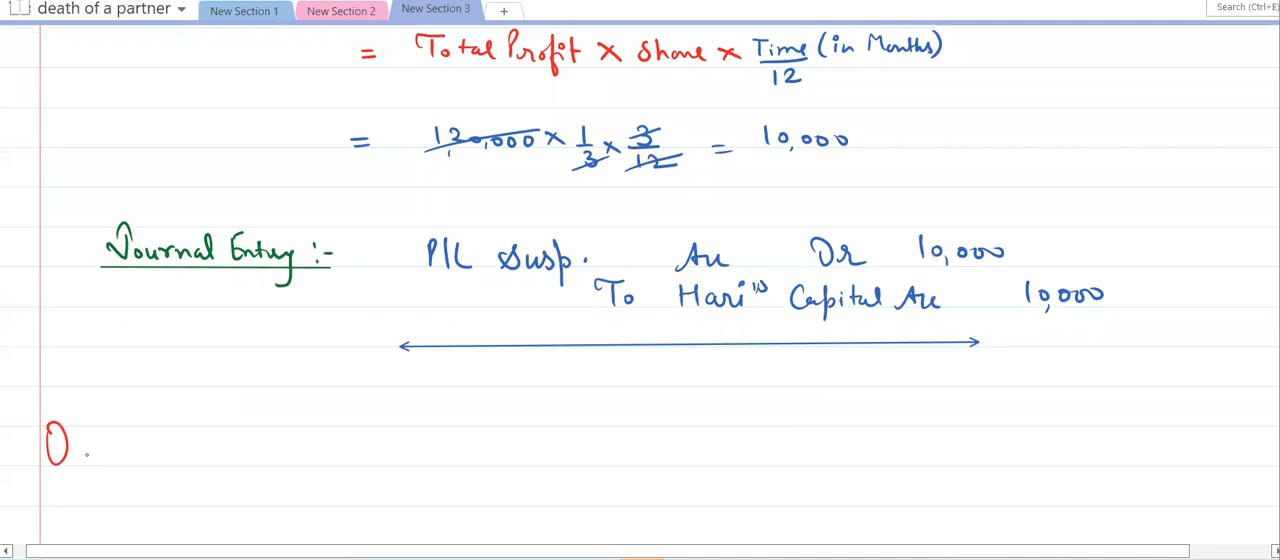 death of a partner New Section 1 New Section 2 New Section 3 + Search (Ctrl+E)
= Total Profit × Share × Time (in Months) / 12
= 120,000 × 1/3 × 3/12 = 10,000
Journal Entry :- P/L Susp. A/c Dr 10,000
To Hari's Capital A/c 10,000
Q.